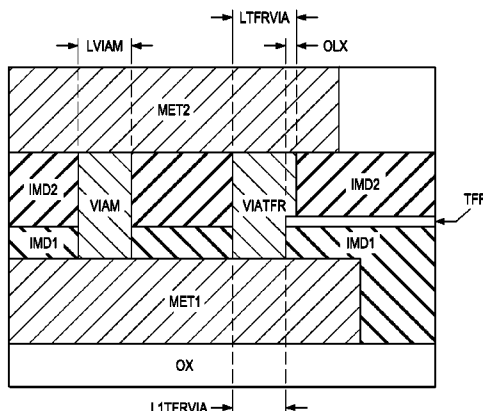 LTFRVIA
LVIAM
OLX
MET2
IMD2
IMD2
VIAM
VIATFR
TFR
IMD1
IMD1
MET1
OX
L1TFRVIA